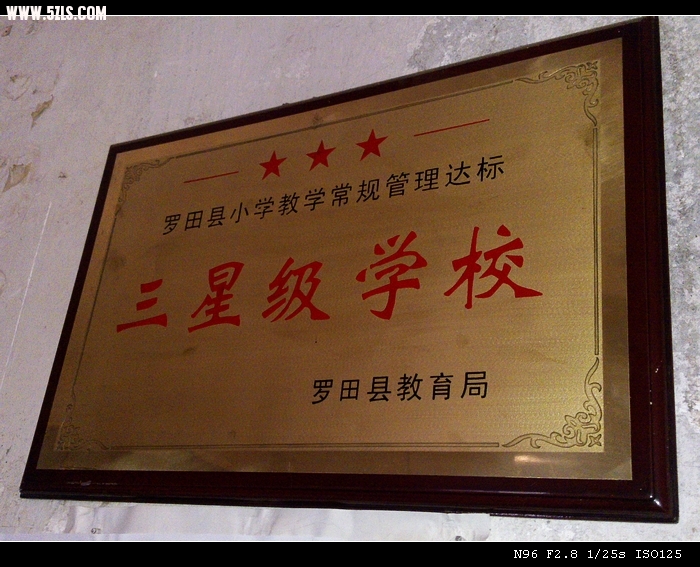 WWW.5ZLS.COM
罗田县小学教学常规管理达标
三星级学校
罗田县教育局
N96 F2.8 1/25s ISO125